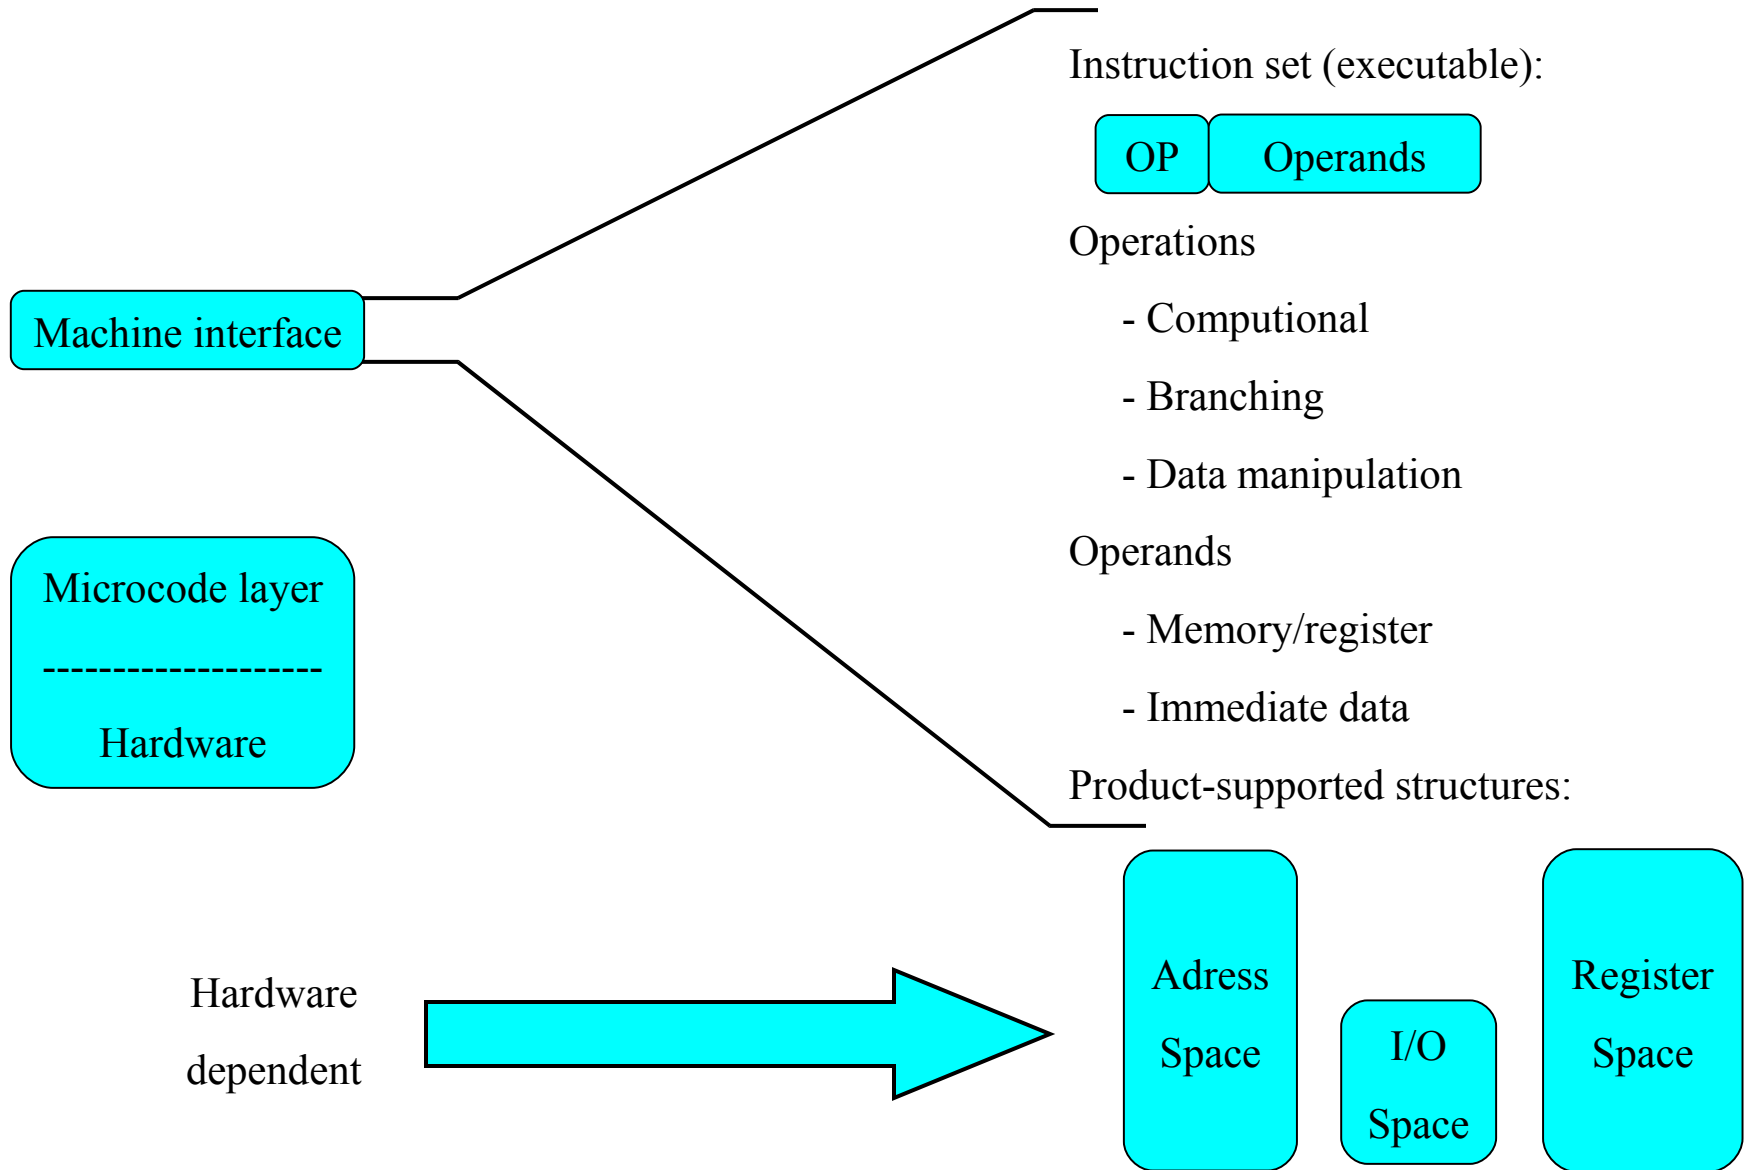 Instruction set (executable):
OP Operands
Operations
- Computional
- Branching
- Data manipulation
Operands
- Memory/register
- Immediate data
Product-supported structures:
Machine interface
Microcode layer
--------------------
Hardware
Hardware
dependent
Adress
Space
I/O
Space
Register
Space